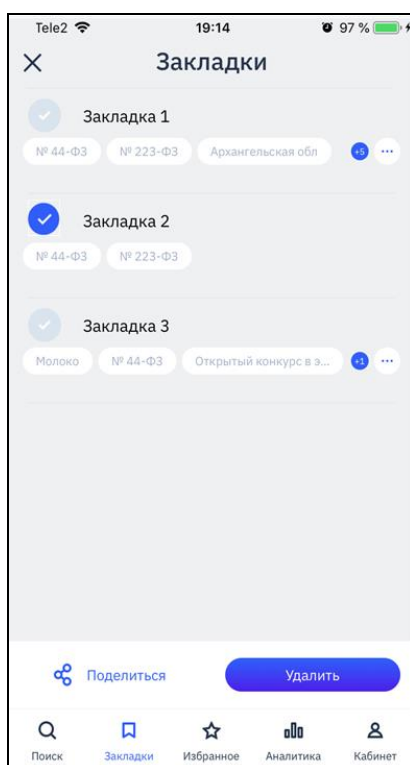 Tele2 19:14 97 %
Закладки
Закладка 1
№ 44-ФЗ № 223-ФЗ Архангельская обл +5 ...
Закладка 2
№ 44-ФЗ № 223-ФЗ
Закладка 3
Молоко № 44-ФЗ Открытый конкурс в э... +1 ...
Поделиться Удалить
Поиск Закладки Избранное Аналитика Кабинет